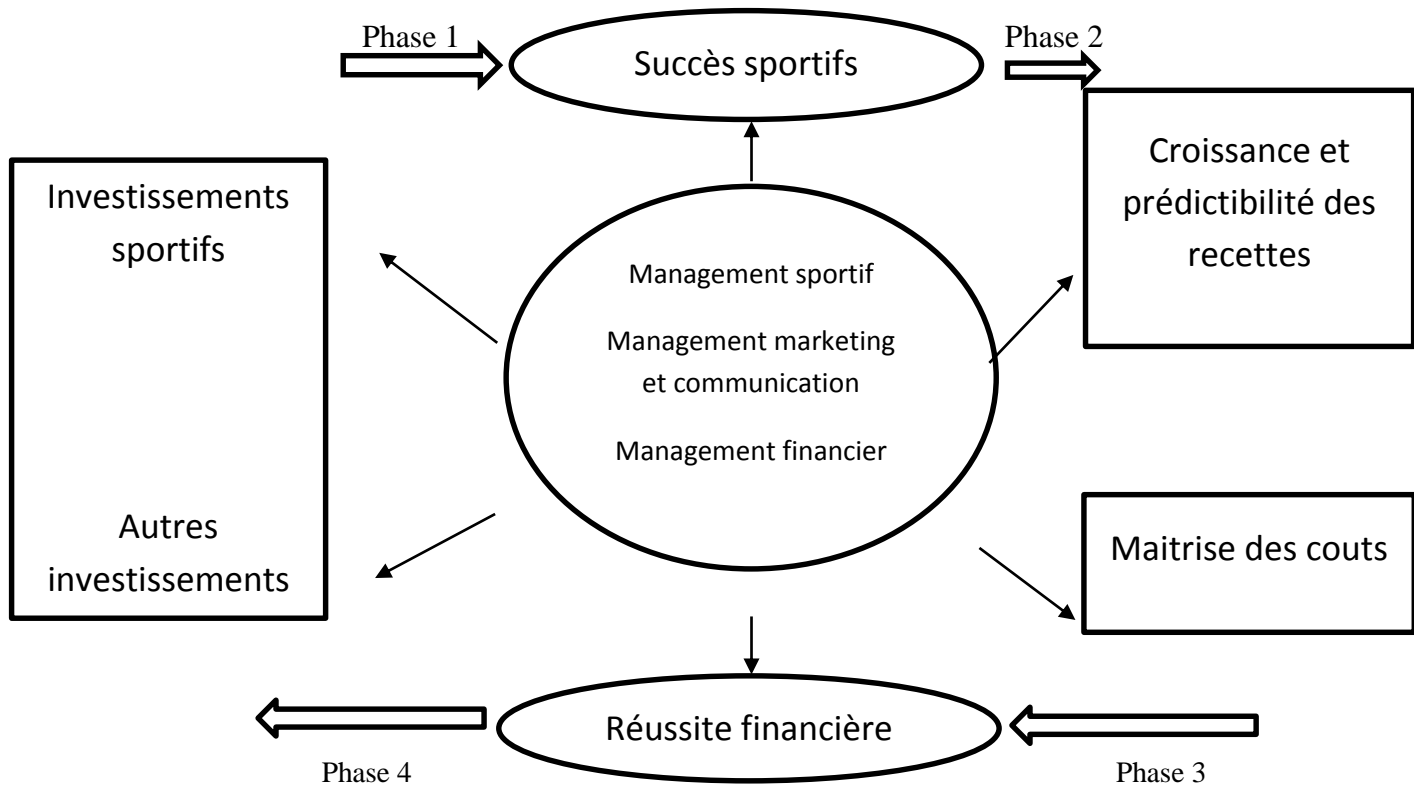 Phase 1
Succès sportifs
Phase 2
Croissance et
prédictibilité des
recettes
Investissements
sportifs
Management sportif
Management marketing
et communication
Management financier
Autres
investissements
Maitrise des couts
Réussite financière
Phase 4
Phase 3